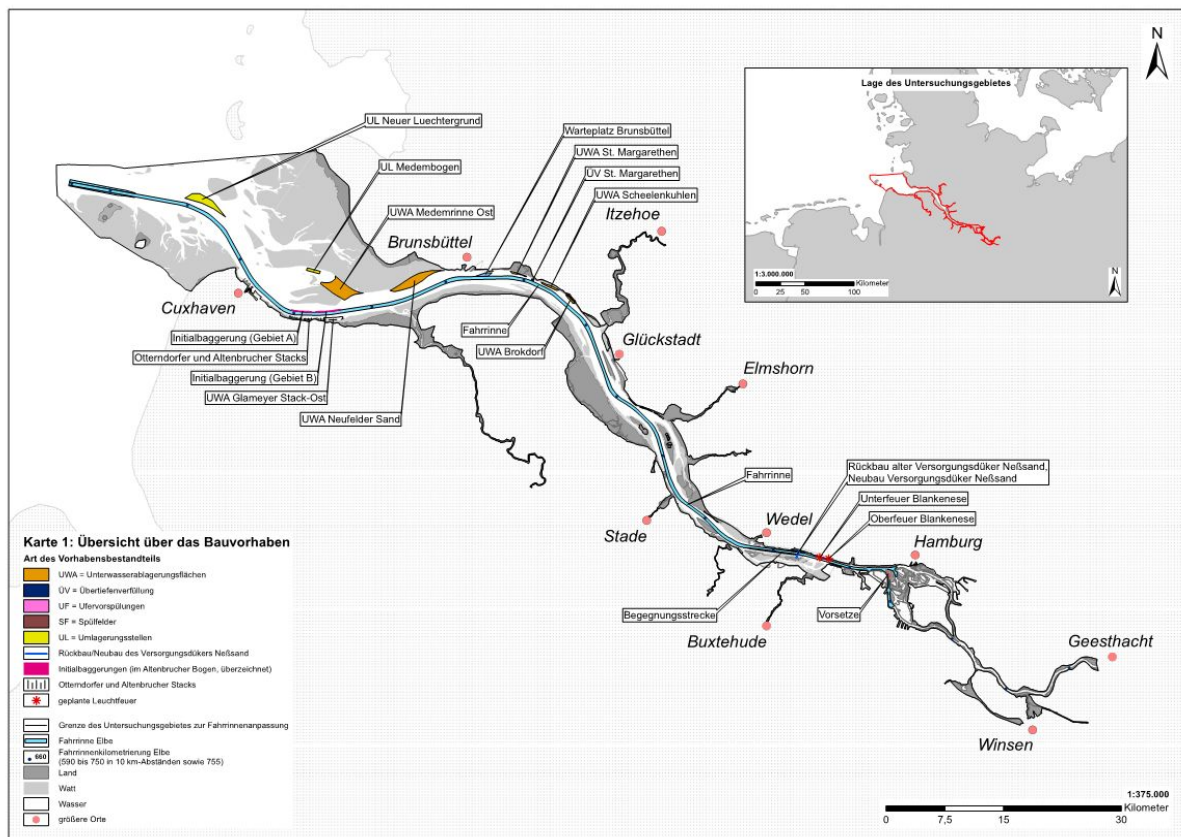 N
Lage des Untersuchungsgebietes
1:3.000.000
Kilometer
0 25 50 100
N
UL Neuer Luechtergrund
UL Medembogen
UWA Medemrinne Ost
Brunsbüttel
Warteplatz Brunsbüttel
UWA St. Margarethen
ÜV St. Margarethen
UWA Scheelenkuhlen
Itzehoe
Cuxhaven
Initialbaggerung (Gebiet A)
Otterndorfer und Altenbrucher Stacks
Initialbaggerung (Gebiet B)
UWA Glameyer Stack-Ost
UWA Neufelder Sand
Fahrrinne
UWA Brokdorf
Glückstadt
Elmshorn
Fahrrinne
Rückbau alter Versorgungsdüker Neßsand,
Neubau Versorgungsdüker Neßsand
Unterfeuer Blankenese
Oberfeuer Blankenese
Stade
Wedel
Hamburg
Begegnungsstrecke
Vorsetze
Buxtehude
Geesthacht
Winsen
Karte 1: Übersicht über das Bauvorhaben
Art des Vorhabensbestandteils
UWA = Unterwasserablagerungsflächen
ÜV = Übertiefenverfüllung
UF = Ufervorspülungen
SF = Spülfelder
UL = Umlagerungsstellen
Rückbau/Neubau des Versorgungsdükers Neßsand
Initialbaggerungen (im Altenbrucher Bogen, überzeichnet)
Otterndorfer und Altenbrucher Stacks
geplante Leuchtfeuer
Grenze des Untersuchungsgebietes zur Fahrrinnenanpassung
Fahrrinne Elbe
660 Fahrrinnenkilometrierung Elbe
(590 bis 750 in 10 km-Abständen sowie 755)
Land
Watt
Wasser
größere Orte
1:375.000
Kilometer
0 7,5 15 30